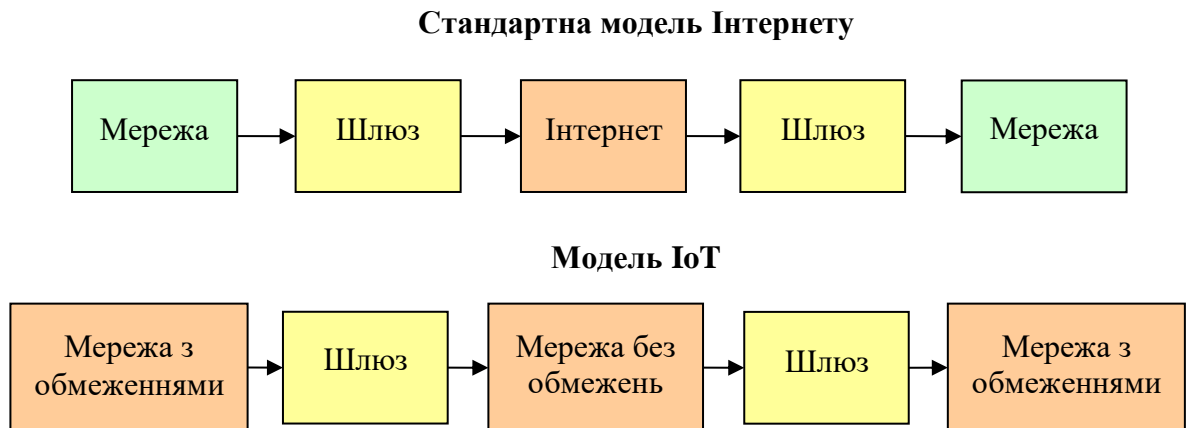 Стандартна модель Інтернету
Мережа
Шлюз
Інтернет
Шлюз
Мережа
Модель IoT
Мережа з
обмеженнями
Шлюз
Мережа без
обмежень
Шлюз
Мережа з
обмеженнями